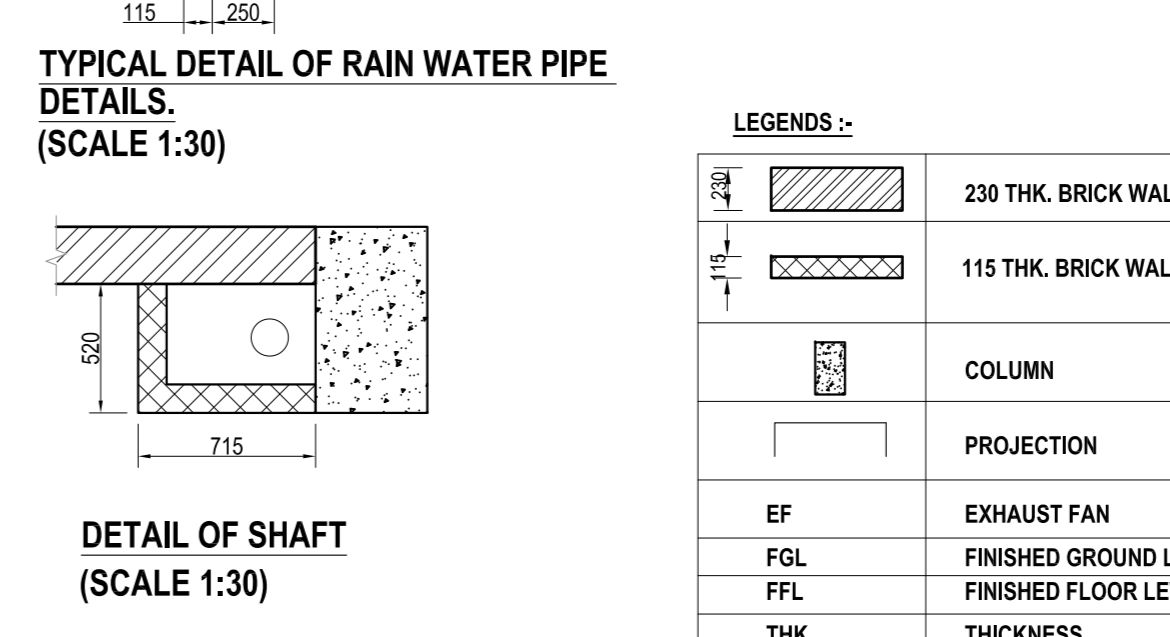 115 250
TYPICAL DETAIL OF RAIN WATER PIPE
DETAILS.
(SCALE 1:30)
520
715
DETAIL OF SHAFT
(SCALE 1:30)
LEGENDS :-
230 230 THK. BRICK WAL
115 115 THK. BRICK WAL
COLUMN
PROJECTION
EF EXHAUST FAN
FGL FINISHED GROUND L
FFL FINISHED FLOOR LE
THK THICKNESS